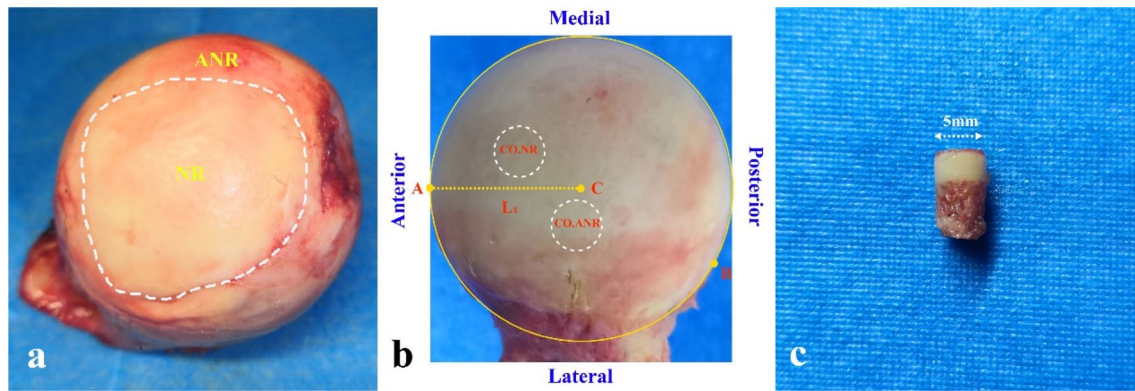 ANR
NR
a
Medial
Anterior
Posterior
CO.NR
A
C
L₁
CO.ANR
B
b
Lateral
5mm
c